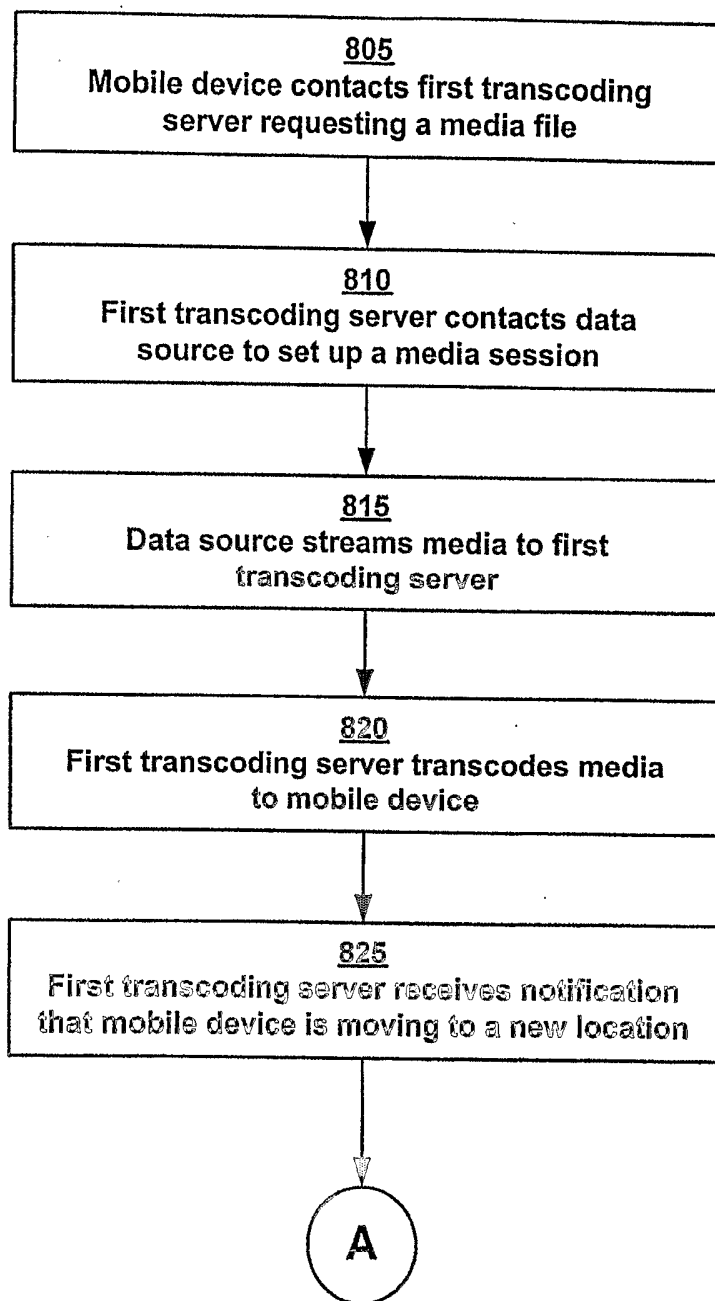 805
Mobile device contacts first transcoding
server requesting a media file
810
First transcoding server contacts data
source to set up a media session
815
Data source streams media to first
transcoding server
820
First transcoding server transcodes media
to mobile device
825
First transcoding server receives notification
that mobile device is moving to a new location
A